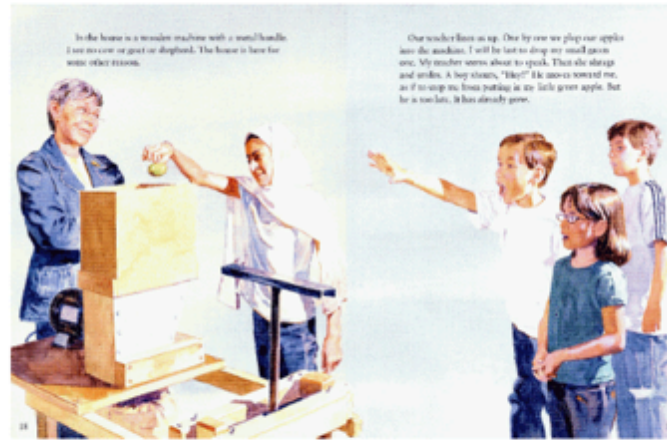 In the house is a wooden machine with a metal handle.
I see no cow or goat or shepherd. The house is here for
some other reason.
Our teacher lines us up. One by one we plop our apples
into the machine. I will be last to drop my small green
one. My teacher seems about to speak. Then she shrugs
and smiles. A boy shouts, "Hey!" He moves toward me,
as if to stop me from putting in my little green apple. But
he is too late. It has already gone.